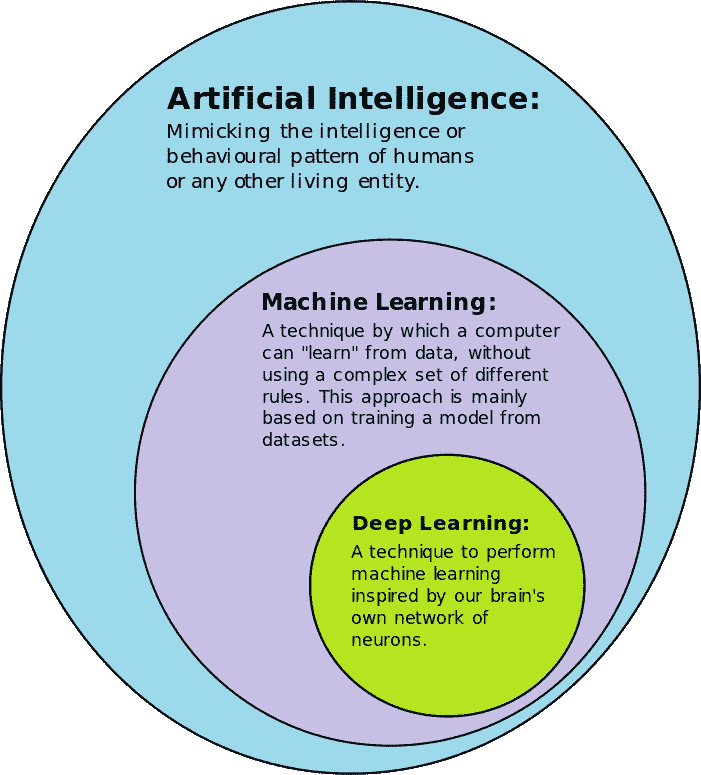 Artificial Intelligence:
Mimicking the intelligence or
behavioural pattern of humans
or any other living entity.
Machine Learning:
A technique by which a computer
can "learn" from data, without
using a complex set of different
rules. This approach is mainly
based on training a model from
datasets.
Deep Learning:
A technique to perform
machine learning
inspired by our brain's
own network of
neurons.